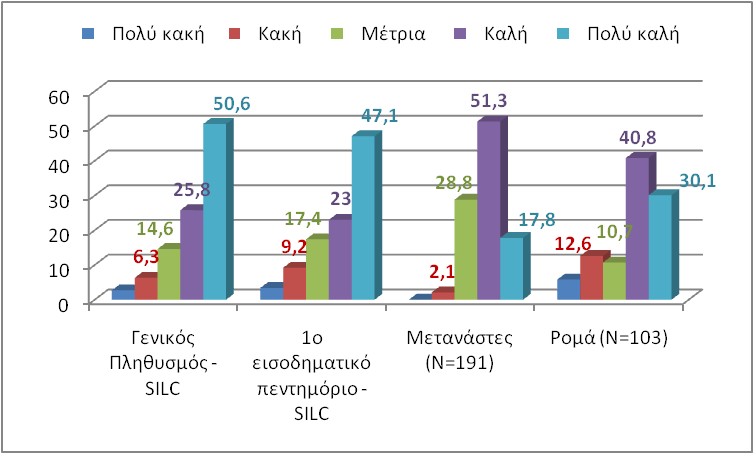 Πολύ κακή Κακή Μέτρια Καλή Πολύ καλή
60
50
40
30
20
10
0
6,3 14,6 25,8 50,6
9,2 17,4 23 47,1
2,1 28,8 51,3 17,8
12,6 10,7 40,8 30,1
Γενικός
Πληθυσμός -
SILC
1ο
εισοδηματικό
πεντημόριο -
SILC
Μετανάστες
(N=191)
Ρομά (N=103)